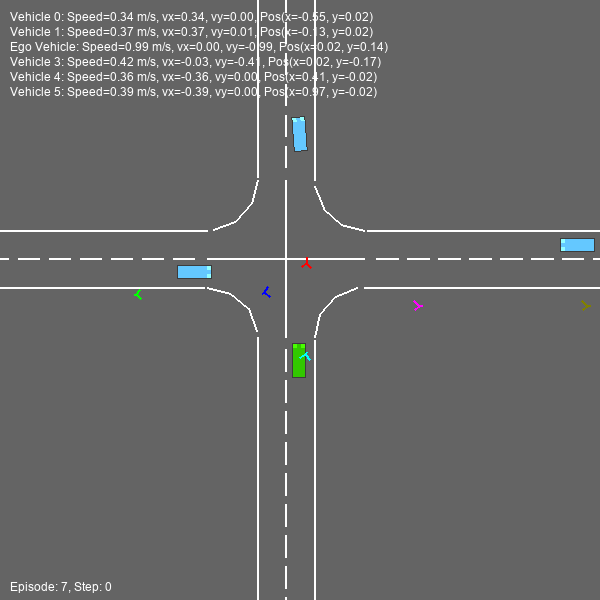 Vehicle 0: Speed=0.34 m/s, vx=0.34, vy=0.00, Pos(x=-0.55, y=0.02)
Vehicle 1: Speed=0.37 m/s, vx=0.37, vy=0.01, Pos(x=-0.13, y=0.02)
Ego Vehicle: Speed=0.99 m/s, vx=0.00, vy=-0.99, Pos(x=0.02, y=0.14)
Vehicle 3: Speed=0.42 m/s, vx=-0.03, vy=-0.41, Pos(x=0.02, y=-0.17)
Vehicle 4: Speed=0.36 m/s, vx=-0.36, vy=0.00, Pos(x=0.41, y=-0.02)
Vehicle 5: Speed=0.39 m/s, vx=-0.39, vy=0.00, Pos(x=0.97, y=-0.02)
Episode: 7, Step: 0